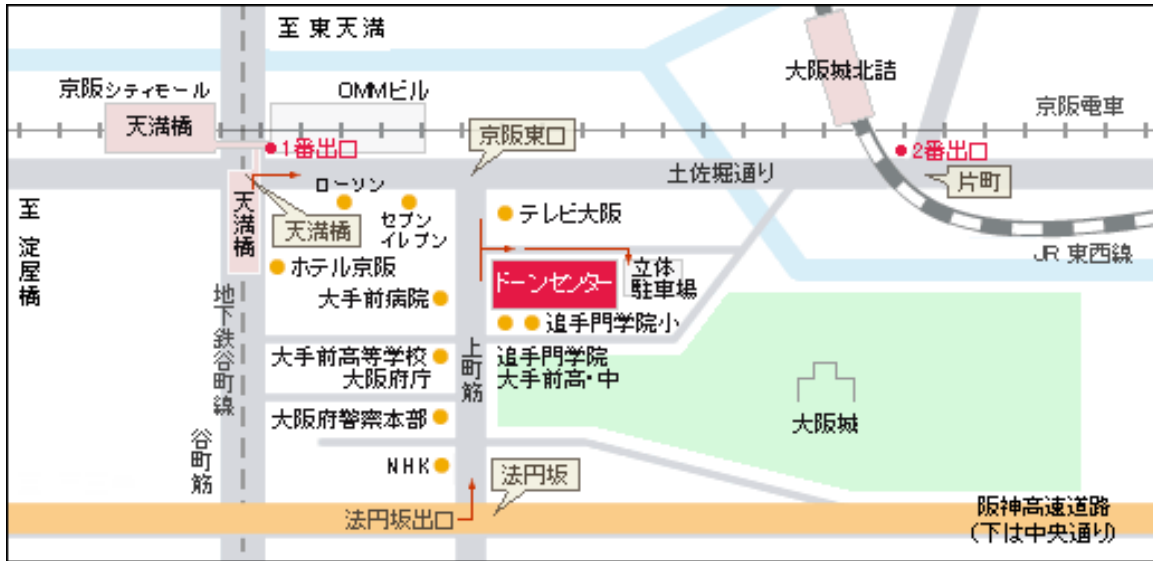 至 東天満
大阪城北詰
京阪シティモール
OMMビル
京阪電車
天満橋
1番出口
京阪東口
2番出口
土佐堀通り
片町
ローソン
至 淀屋橋
天満橋
天満橋
セブン
イレブン
テレビ大阪
JR 東西線
ホテル京阪
ドーンセンター
立体
駐車場
大手前病院
追手門学院小
地下鉄谷町線
大手前高等学校
大阪府庁
上町筋
追手門学院
大手前高・中
大阪府警察本部
大阪城
谷町筋
NHK
法円坂
法円坂出口
阪神高速道路
(下は中央通り)